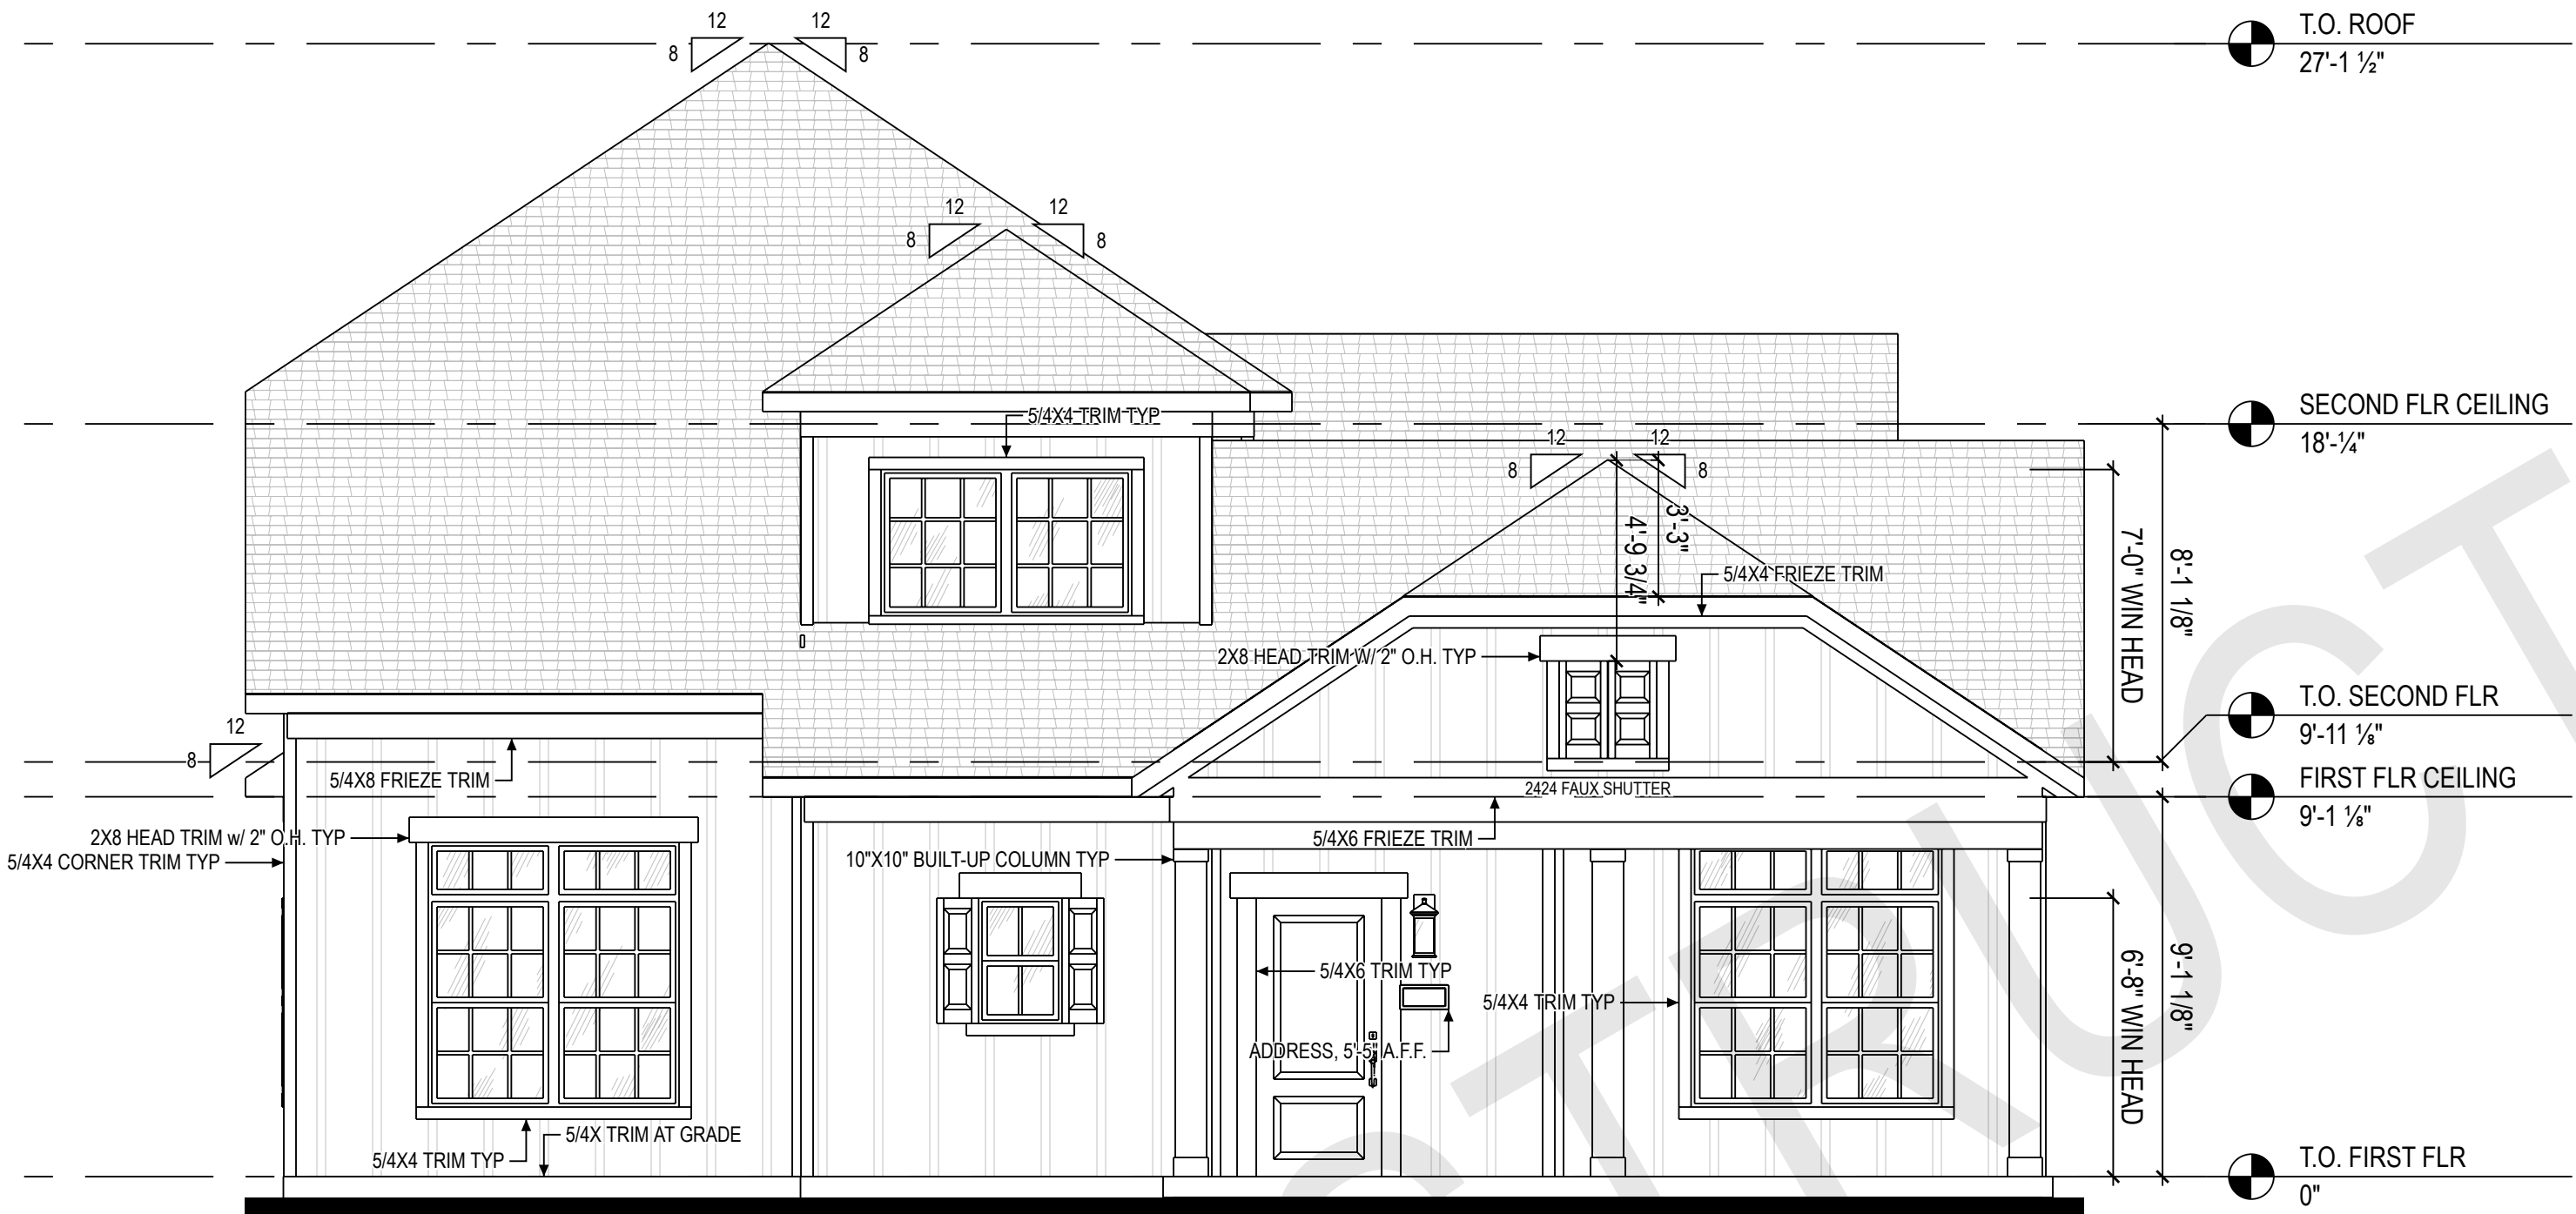 12 12
8 8
T.O. ROOF
27'-1 ½"
12 12
8 8
5/4X4 TRIM TYP
SECOND FLR CEILING
18'-¼"
12 12
8 8
3'-3"
4'-9 3/4"
7'-0" WIN HEAD
8'-1 1/8"
5/4X4 FRIEZE TRIM
2X8 HEAD TRIM W/ 2" O.H. TYP
T.O. SECOND FLR
9'-11 ⅛"
12
8
5/4X8 FRIEZE TRIM
2424 FAUX SHUTTER
FIRST FLR CEILING
9'-1 ⅛"
2X8 HEAD TRIM w/ 2" O.H. TYP
5/4X6 FRIEZE TRIM
5/4X4 CORNER TRIM TYP
10"X10" BUILT-UP COLUMN TYP
5/4X6 TRIM TYP
5/4X4 TRIM TYP
6'-8" WIN HEAD
9'-1 1/8"
ADDRESS, 5'-5" A.F.F.
5/4X TRIM AT GRADE
5/4X4 TRIM TYP
T.O. FIRST FLR
0"
STRUCT